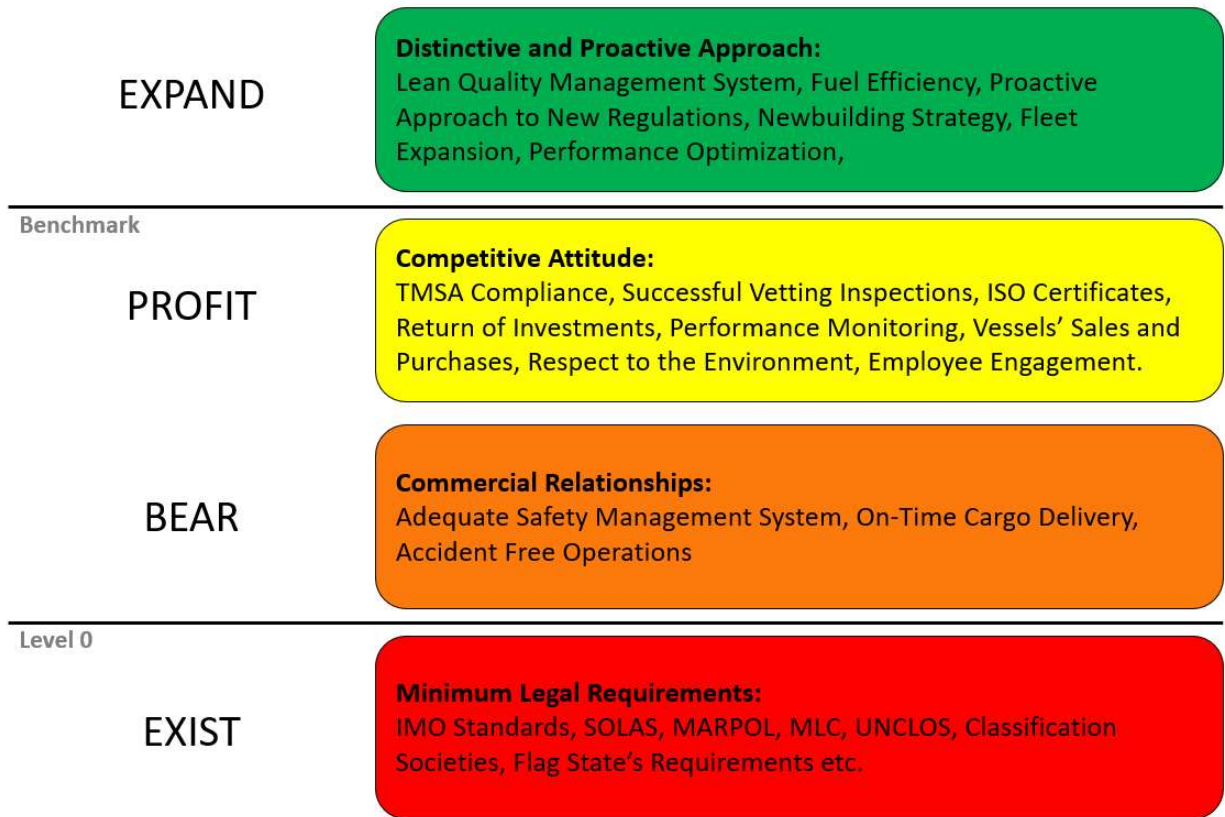 EXPAND
Distinctive and Proactive Approach:
Lean Quality Management System, Fuel Efficiency, Proactive
Approach to New Regulations, Newbuilding Strategy, Fleet
Expansion, Performance Optimization,
Benchmark
PROFIT
Competitive Attitude:
TMSA Compliance, Successful Vetting Inspections, ISO Certificates,
Return of Investments, Performance Monitoring, Vessels’ Sales and
Purchases, Respect to the Environment, Employee Engagement.
BEAR
Commercial Relationships:
Adequate Safety Management System, On-Time Cargo Delivery,
Accident Free Operations
Level 0
EXIST
Minimum Legal Requirements:
IMO Standards, SOLAS, MARPOL, MLC, UNCLOS, Classification
Societies, Flag State’s Requirements etc.